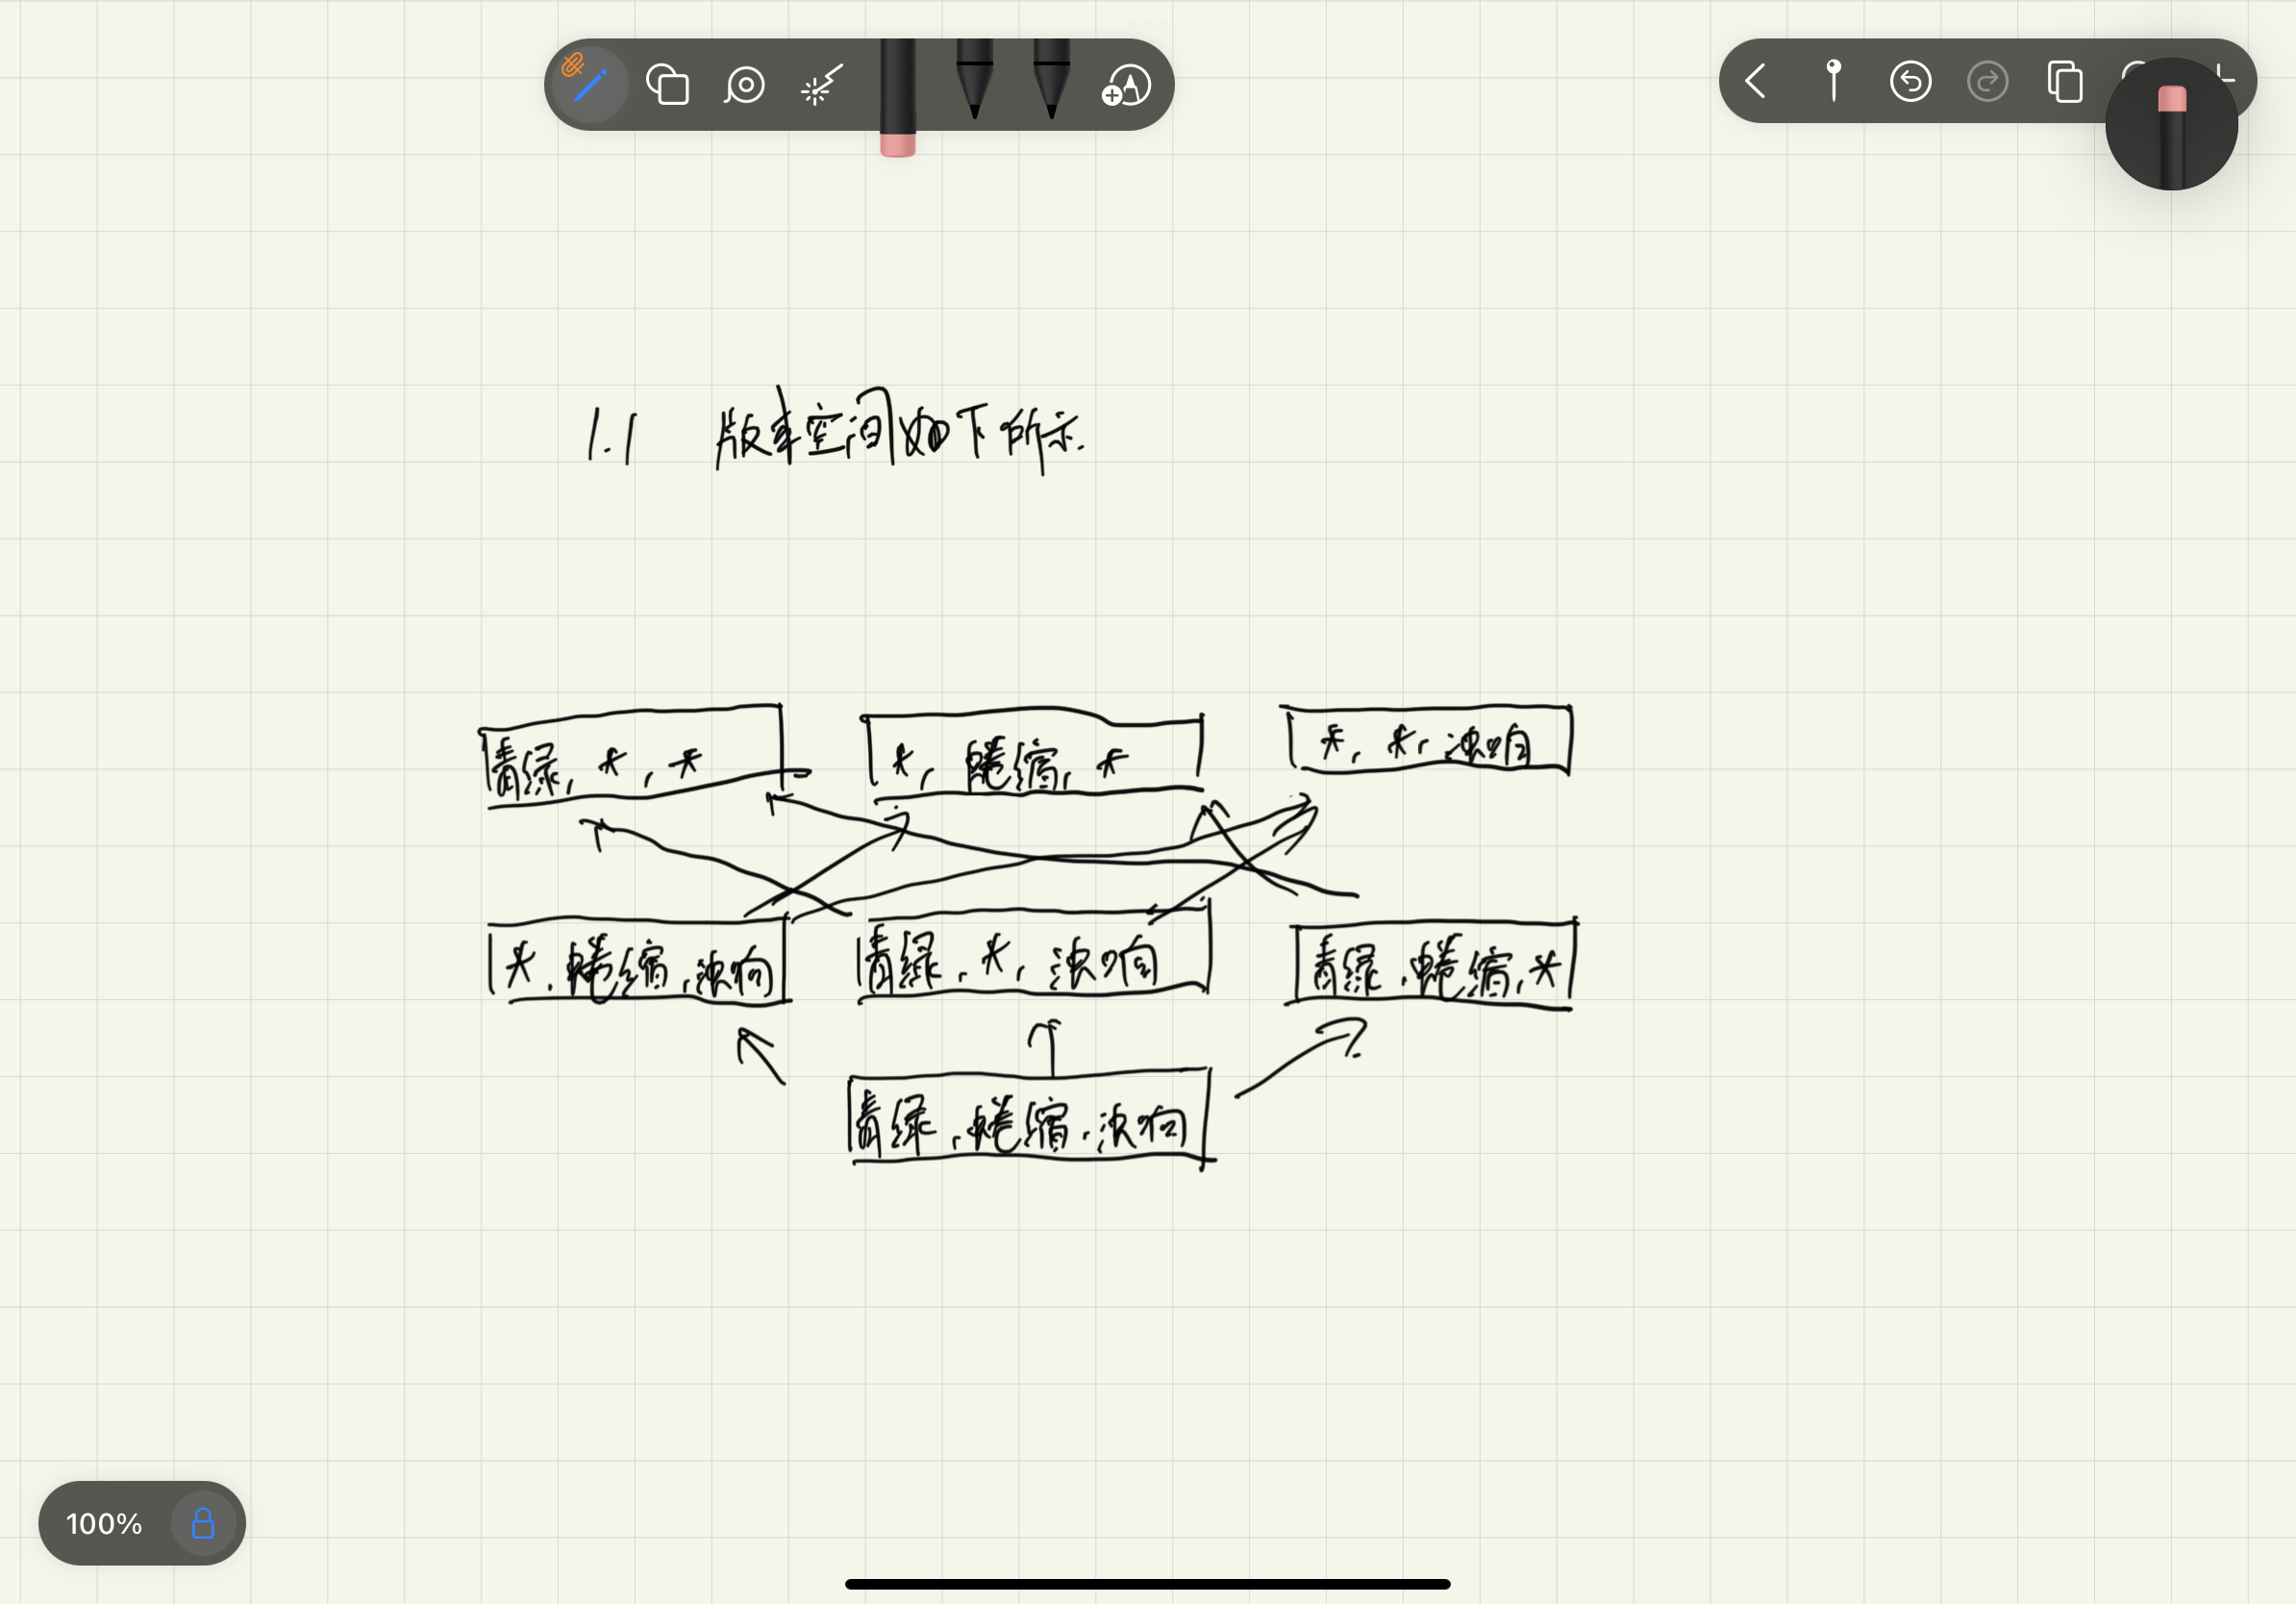 1.1 版本空间如下所示.
青绿, *, *
*, 蜷缩, *
*, *, 浊响
*, 蜷缩, 浊响
青绿, *, 浊响
青绿, 蜷缩, *
青绿, 蜷缩, 浊响
100%